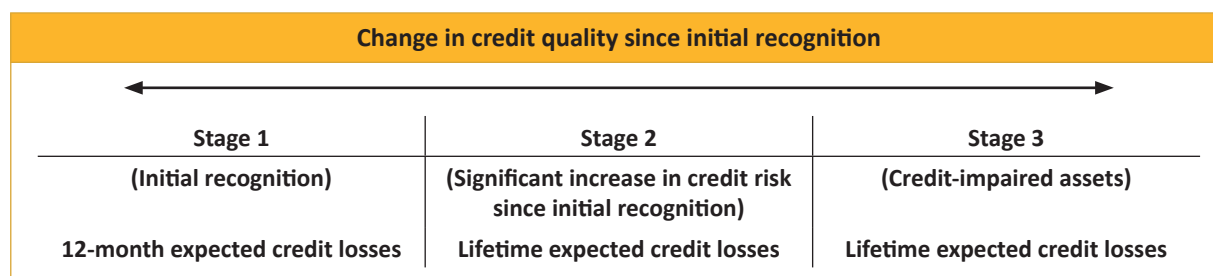 Change in credit quality since initial recognition
Stage 1
Stage 2
Stage 3
(Initial recognition)
(Significant increase in credit risk
since initial recognition)
(Credit-impaired assets)
12-month expected credit losses
Lifetime expected credit losses
Lifetime expected credit losses